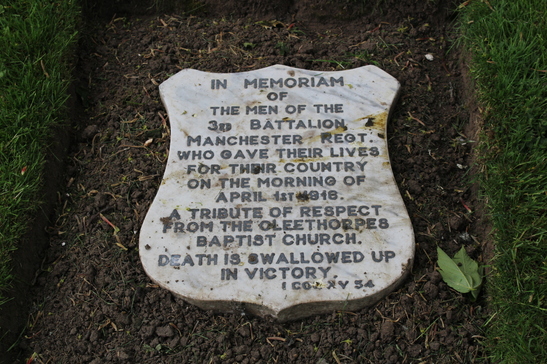 IN MEMORIAM
OF
THE MEN OF THE
3RD BATTALION
MANCHESTER REGT.
WHO GAVE THEIR LIVES
FOR THEIR COUNTRY
ON THE MORNING OF
APRIL 1ST 1916.
A TRIBUTE OF RESPECT
FROM THE CLEETHORPES
BAPTIST CHURCH.
DEATH IS SWALLOWED UP
IN VICTORY.
1 COR XV 54